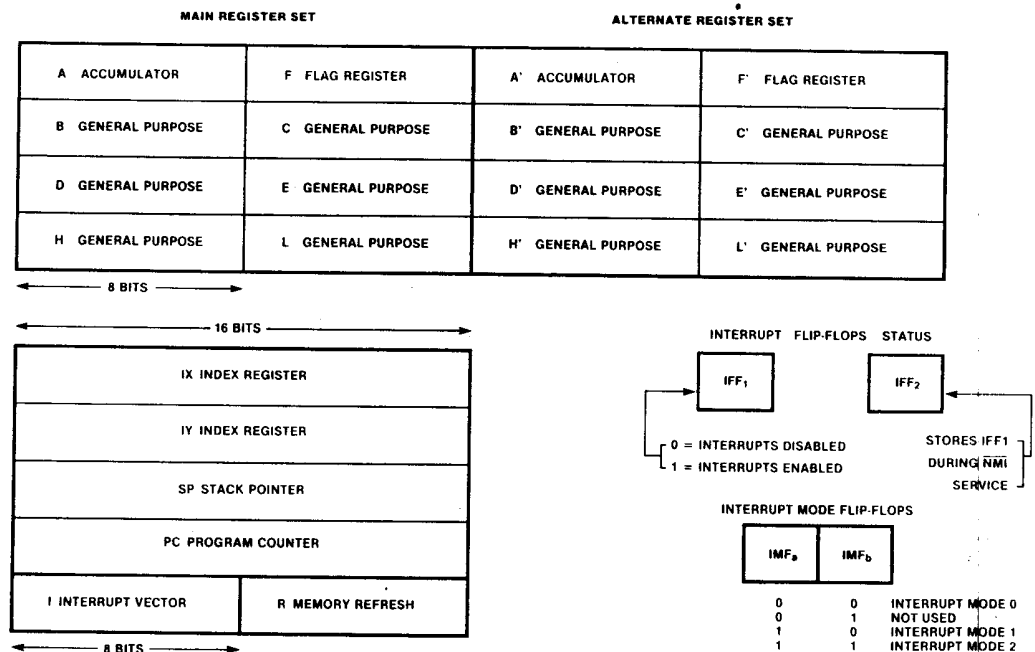 MAIN REGISTER SET
ALTERNATE REGISTER SET
A ACCUMULATOR
F FLAG REGISTER
A' ACCUMULATOR
F' FLAG REGISTER
B GENERAL PURPOSE
C GENERAL PURPOSE
B' GENERAL PURPOSE
C' GENERAL PURPOSE
D GENERAL PURPOSE
E GENERAL PURPOSE
D' GENERAL PURPOSE
E' GENERAL PURPOSE
H GENERAL PURPOSE
L GENERAL PURPOSE
H' GENERAL PURPOSE
L' GENERAL PURPOSE
8 BITS
16 BITS
IX INDEX REGISTER
IY INDEX REGISTER
SP STACK POINTER
PC PROGRAM COUNTER
I INTERRUPT VECTOR
R MEMORY REFRESH
8 BITS
INTERRUPT FLIP-FLOPS STATUS
IFF₁
IFF₂
0 = INTERRUPTS DISABLED
1 = INTERRUPTS ENABLED
STORES IFF1
DURING N̅M̅I̅
SERVICE
INTERRUPT MODE FLIP-FLOPS
IMFₐ
IMF_b
0 0 INTERRUPT MODE 0
0 1 NOT USED
1 0 INTERRUPT MODE 1
1 1 INTERRUPT MODE 2